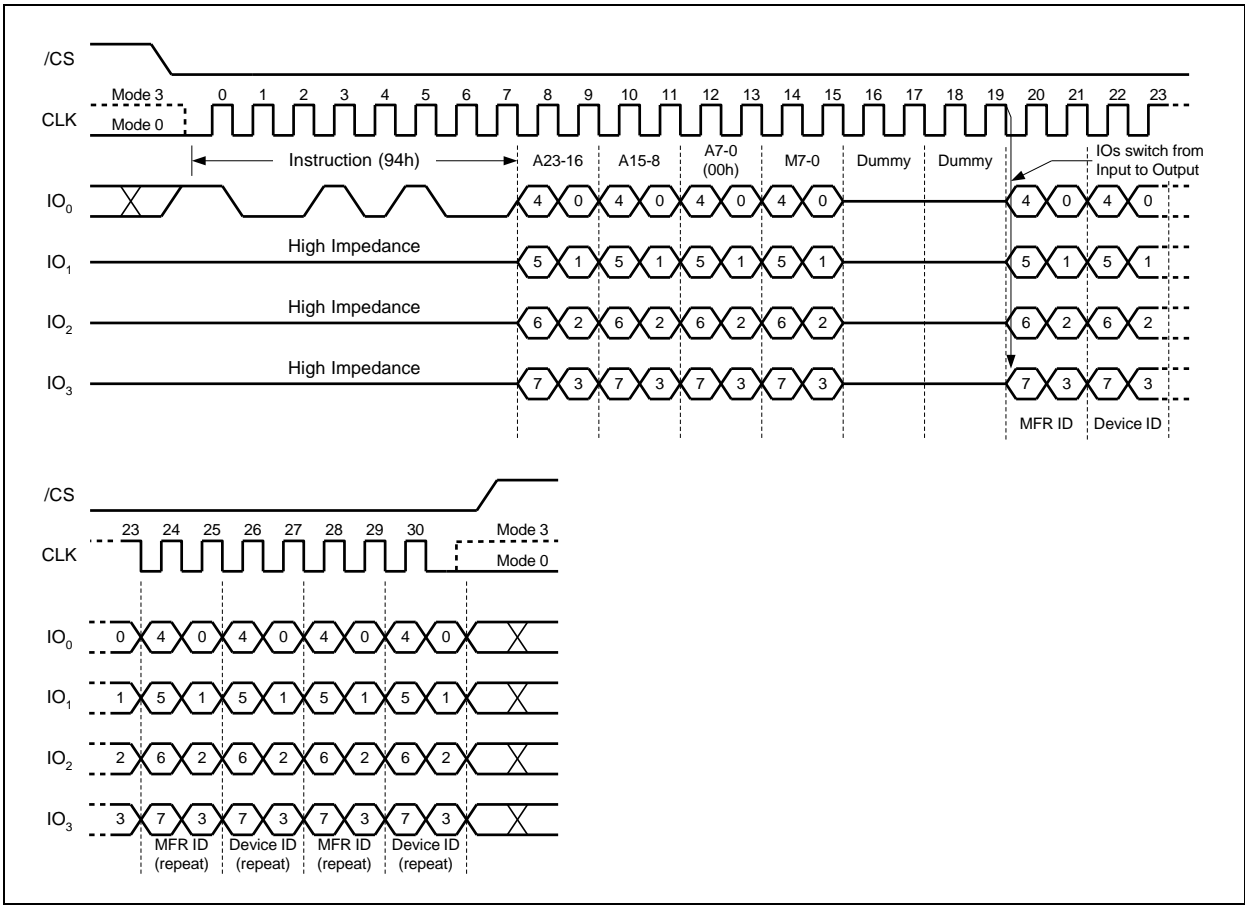 /CS
Mode 3 0 1 2 3 4 5 6 7 8 9 10 11 12 13 14 15 16 17 18 19 20 21 22 23
CLK
Mode 0
Instruction (94h) A23-16 A15-8 A7-0 (00h) M7-0 Dummy Dummy
IOs switch from
Input to Output
IO0 4 0 4 0 4 0 4 0 4 0 4 0
High Impedance
IO1 5 1 5 1 5 1 5 1 5 1 5 1
High Impedance
IO2 6 2 6 2 6 2 6 2 6 2 6 2
High Impedance
IO3 7 3 7 3 7 3 7 3 7 3 7 3
MFR ID Device ID
/CS
23 24 25 26 27 28 29 30 Mode 3
CLK
Mode 0
IO0 0 4 0 4 0 4 0 4 0
IO1 1 5 1 5 1 5 1 5 1
IO2 2 6 2 6 2 6 2 6 2
IO3 3 7 3 7 3 7 3 7 3
MFR ID Device ID MFR ID Device ID
(repeat) (repeat) (repeat) (repeat)